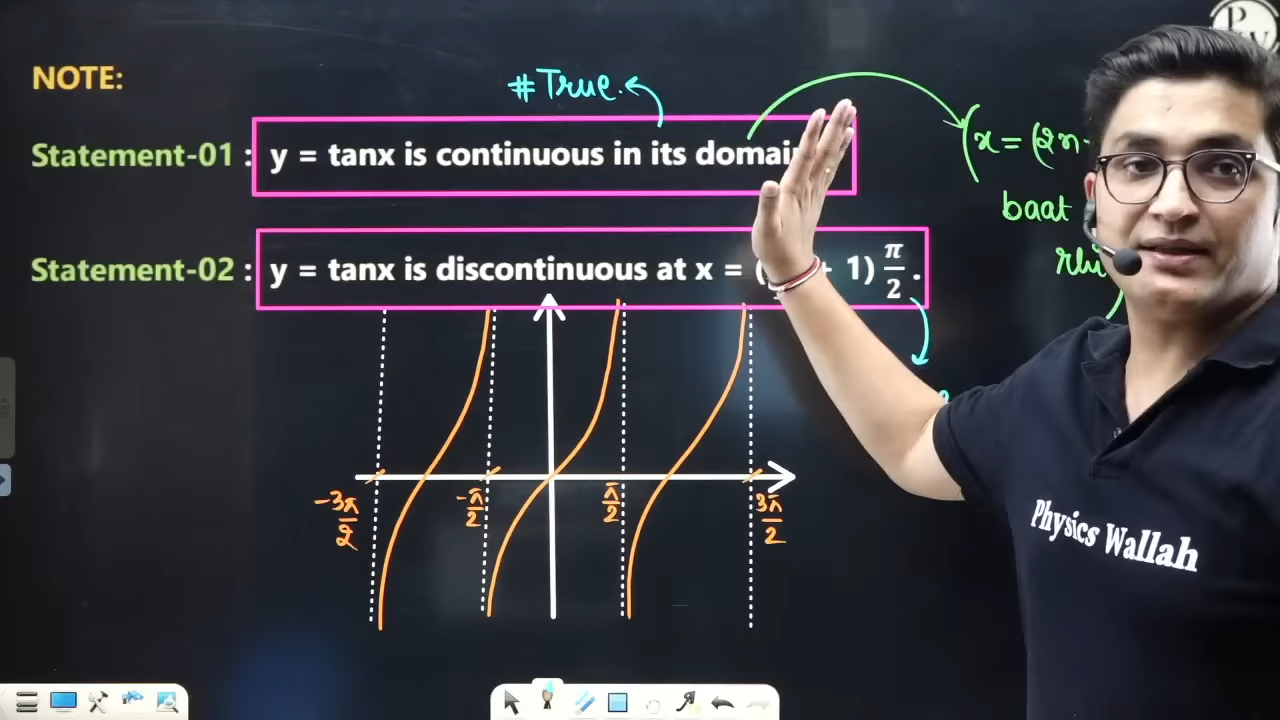 NOTE:
#True.
Statement-01 : y = tanx is continuous in its
(x = (2n
baat
Statement-02 : y = tanx is discontinuous at x = ( + 1) π/2.
-3π/2
-π/2
π/2
3π/2
Physics Wallah